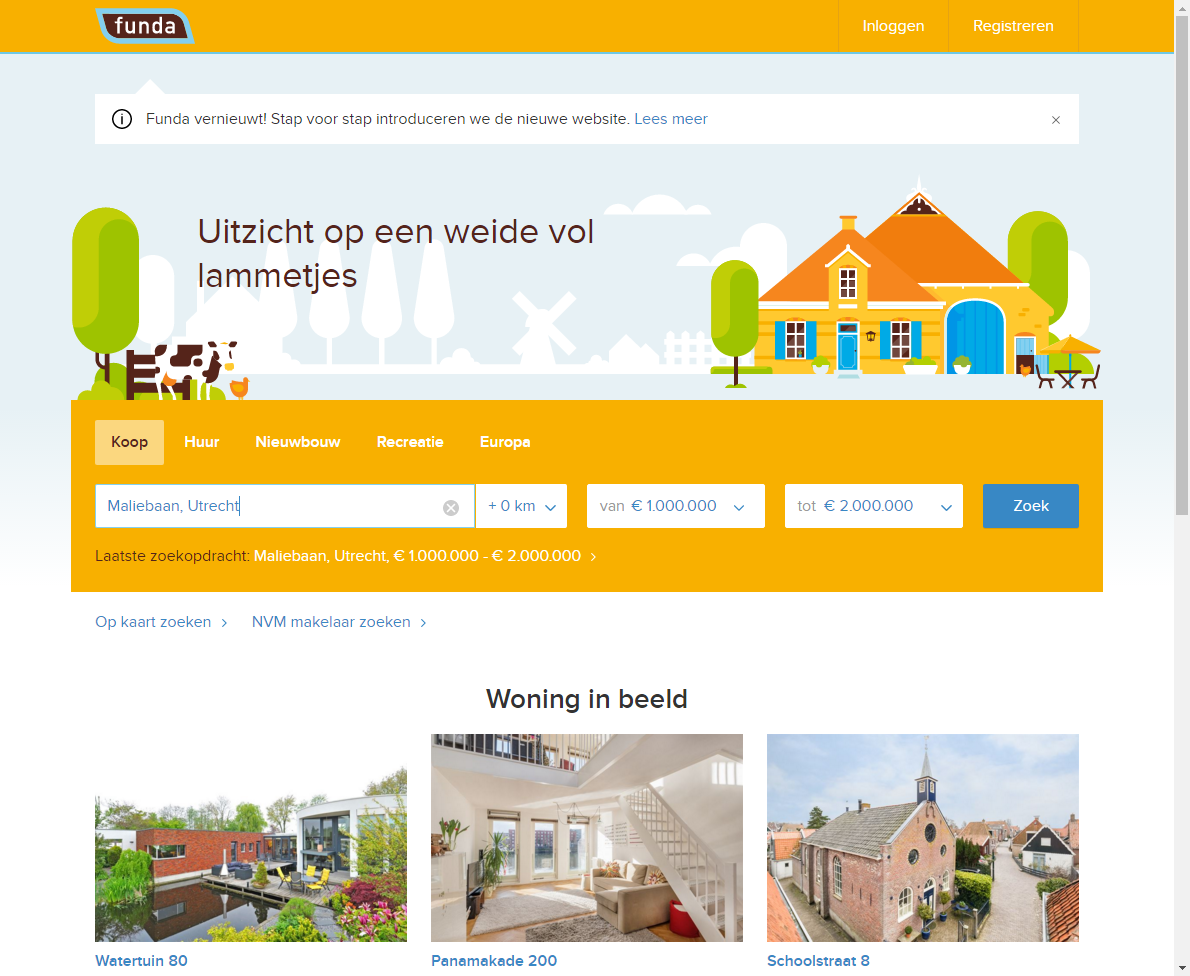 funda
Inloggen
Registreren
Funda vernieuwt! Stap voor stap introduceren we de nieuwe website. Lees meer
Uitzicht op een weide vol
lammetjes
Koop
Huur
Nieuwbouw
Recreatie
Europa
Maliebaan, Utrecht
+ 0 km
van € 1.000.000
tot € 2.000.000
Zoek
Laatste zoekopdracht: Maliebaan, Utrecht, € 1.000.000 - € 2.000.000
Op kaart zoeken
NVM makelaar zoeken
Woning in beeld
Watertuin 80
Panamakade 200
Schoolstraat 8